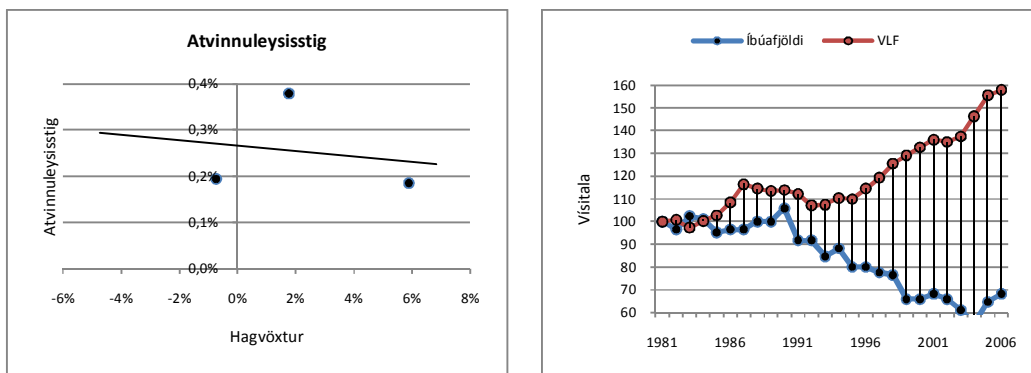 Atvinnuleysisstig
0,4%
0,3%
0,2%
0,1%
0,0%
-6% -4% -2% 0% 2% 4% 6% 8%
Atvinnuleysisstig
Hagvöxtur
Íbúafjöldi VLF
160
150
140
130
120
110
100
90
80
70
60
1981 1986 1991 1996 2001 2006
Vísitala